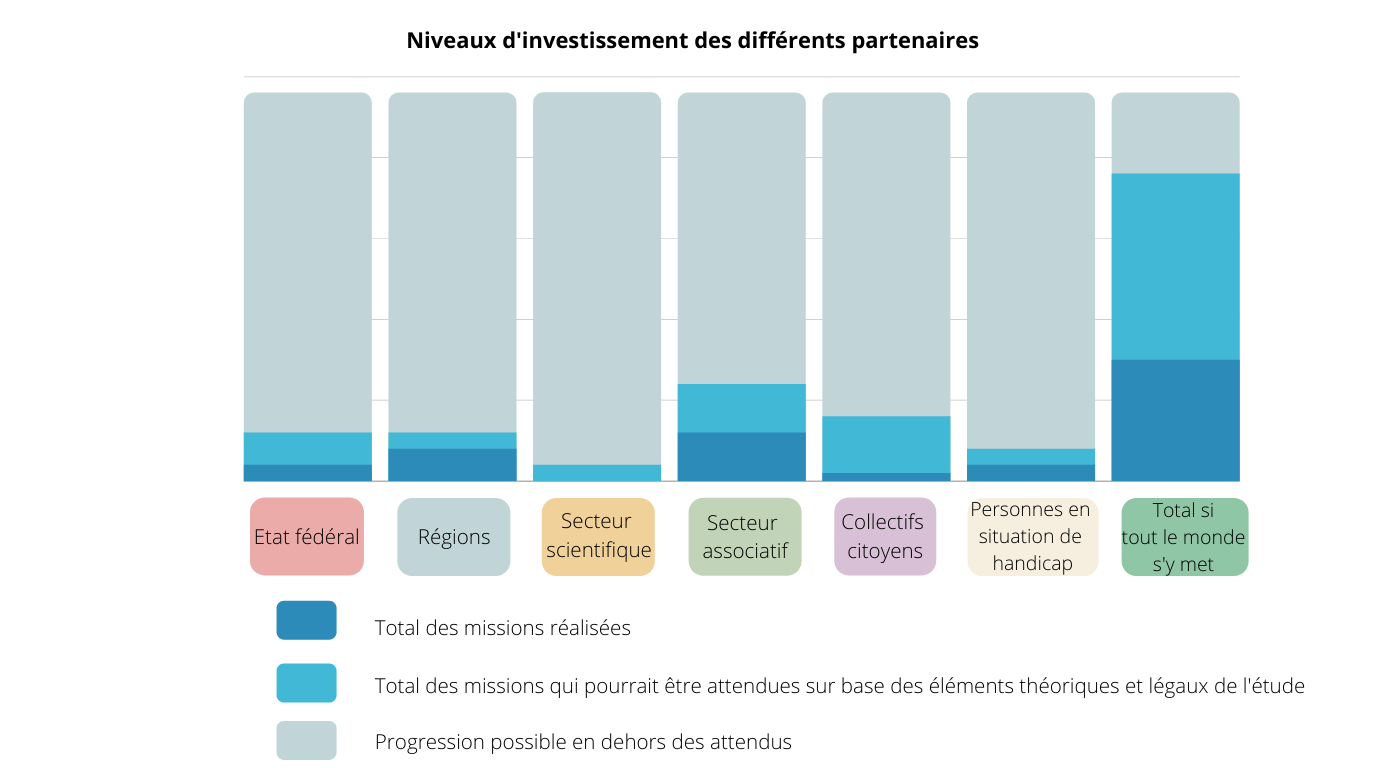 Niveaux d'investissement des différents partenaires
Etat fédéral
Régions
Secteur
scientifique
Secteur
associatif
Collectifs
citoyens
Personnes en
situation de
handicap
Total si
tout le monde
s'y met
Total des missions réalisées
Total des missions qui pourrait être attendues sur base des éléments théoriques et légaux de l'étude
Progression possible en dehors des attendus